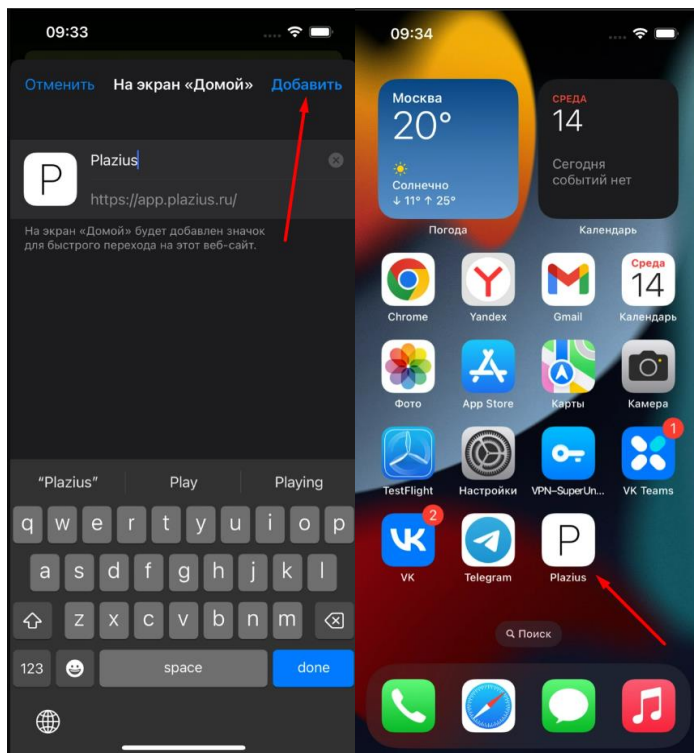 09:33
Отменить На экран «Домой» Добавить
P
Plazius
https://app.plazius.ru/
На экран «Домой» будет добавлен значок
для быстрого перехода на этот веб-сайт.
“Plazius” Play Playing
q w e r t y u i o p
a s d f g h j k l
z x c v b n m
123 space done
09:34
Москва
20°
Солнечно
↓ 11° ↑ 25°
Погода
СРЕДА
14
Сегодня
событий нет
Календарь
Среда
14
Chrome Yandex Gmail Календарь
Фото App Store Карты Камера
1
TestFlight Настройки VPN–SuperUn... VK Teams
2
P
VK Telegram Plazius
Поиск